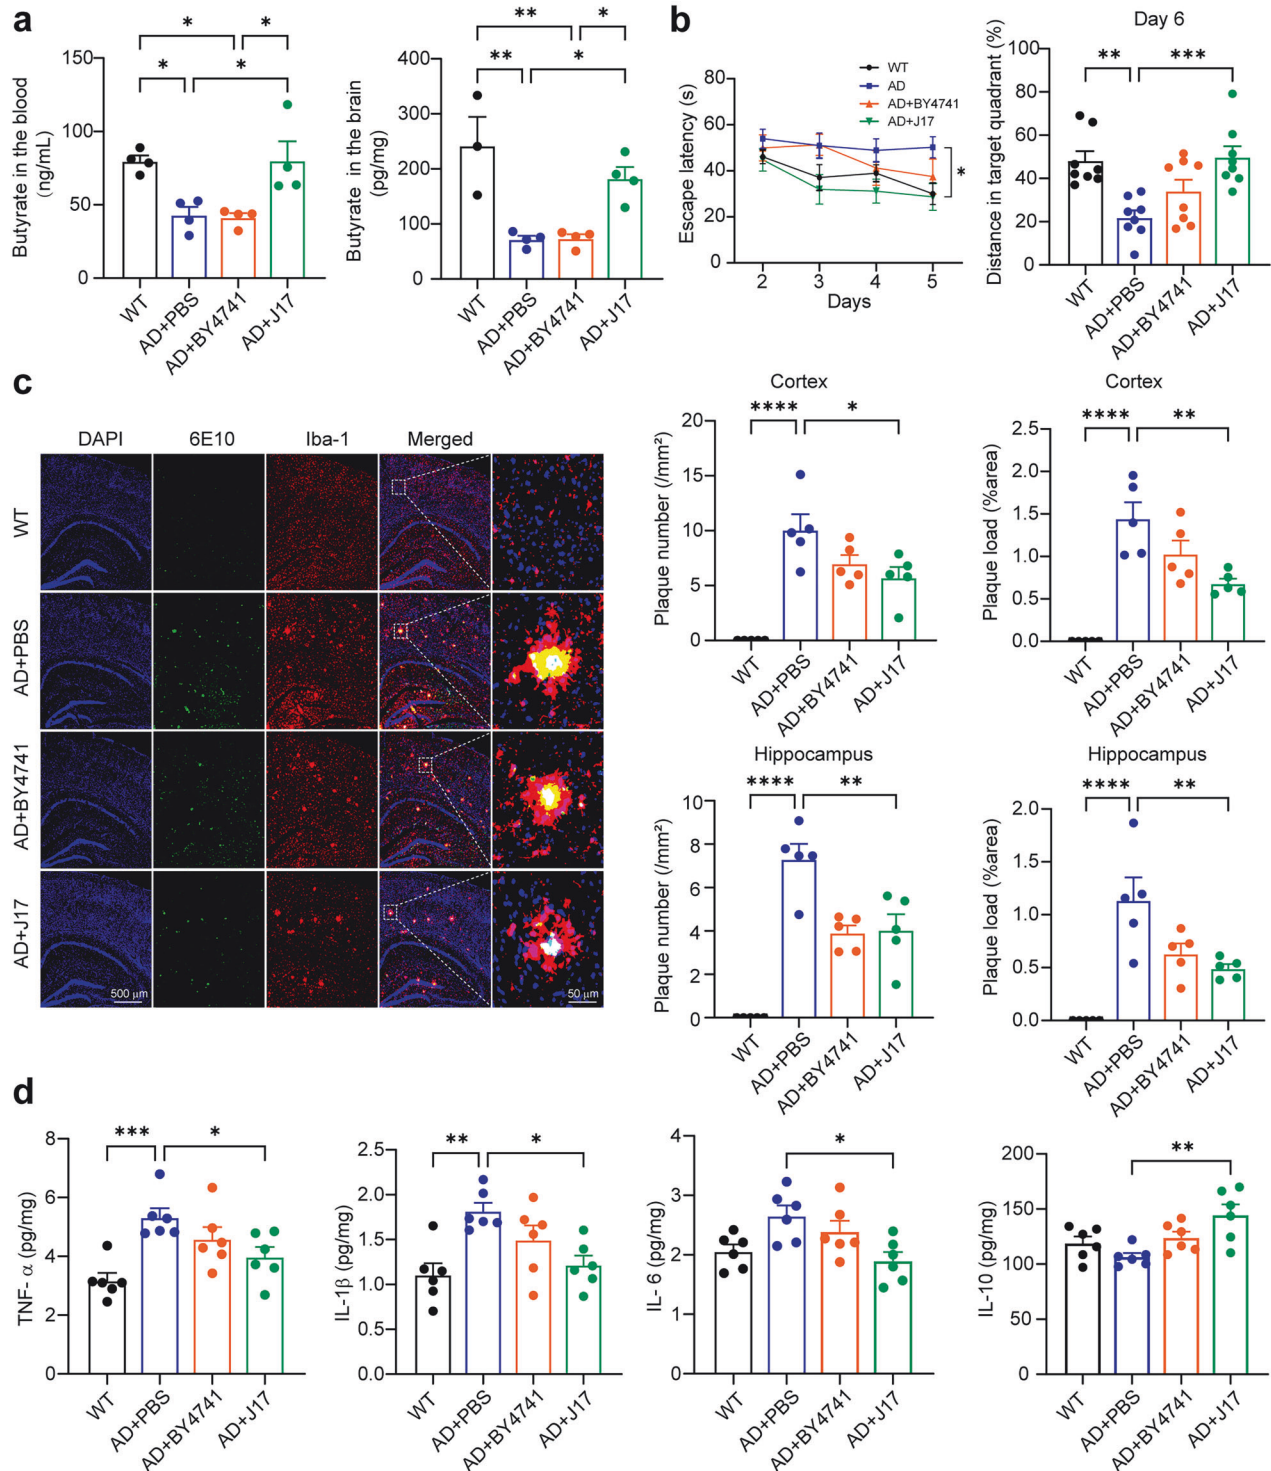 a
Butyrate in the blood
(ng/mL)
150
100
50
0
* *
* *
WT
AD+PBS
AD+BY4741
AD+J17
Butyrate in the brain
(pg/mg)
400
300
200
100
0
** *
** *
WT
AD+PBS
AD+BY4741
AD+J17
b
Escape latency (s)
80
60
40
20
0
2 3 4 5
Days
WT
AD
AD+BY4741
AD+J17
*
Day 6
Distance in target quadrant (%)
100
80
60
40
20
0
** ***
WT
AD+PBS
AD+BY4741
AD+J17
c
DAPI 6E10 Iba-1 Merged
WT
AD+PBS
AD+BY4741
AD+J17
500 μm
50 μm
Cortex
Plaque number (/mm²)
20
15
10
5
0
**** *
WT
AD+PBS
AD+BY4741
AD+J17
Cortex
Plaque load (%area)
2.5
2.0
1.5
1.0
0.5
0.0
**** **
WT
AD+PBS
AD+BY4741
AD+J17
Hippocampus
Plaque number (/mm²)
10
8
6
4
2
0
**** **
WT
AD+PBS
AD+BY4741
AD+J17
Hippocampus
Plaque load (%area)
2.0
1.5
1.0
0.5
0.0
**** **
WT
AD+PBS
AD+BY4741
AD+J17
d
TNF- α (pg/mg)
8
6
4
2
0
*** *
WT
AD+PBS
AD+BY4741
AD+J17
IL-1β (pg/mg)
2.5
2.0
1.5
1.0
0.5
0.0
** *
WT
AD+PBS
AD+BY4741
AD+J17
IL- 6 (pg/mg)
4
3
2
1
0
*
WT
AD+PBS
AD+BY4741
AD+J17
IL-10 (pg/mg)
200
150
100
50
0
**
WT
AD+PBS
AD+BY4741
AD+J17